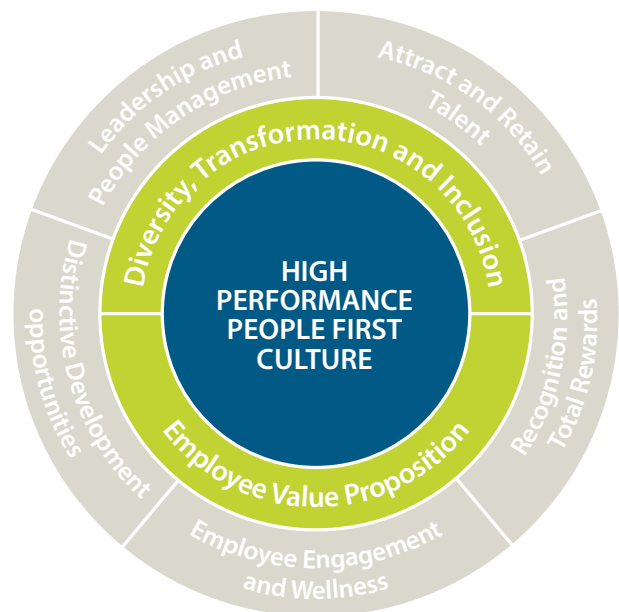 Leadership and
People Management
Attract and Retain
Talent
Diversity, Transformation and Inclusion
HIGH
PERFORMANCE
PEOPLE FIRST
CULTURE
Distinctive Development
opportunities
Recognition and
Total Rewards
Employee Value Proposition
Employee Engagement
and Wellness